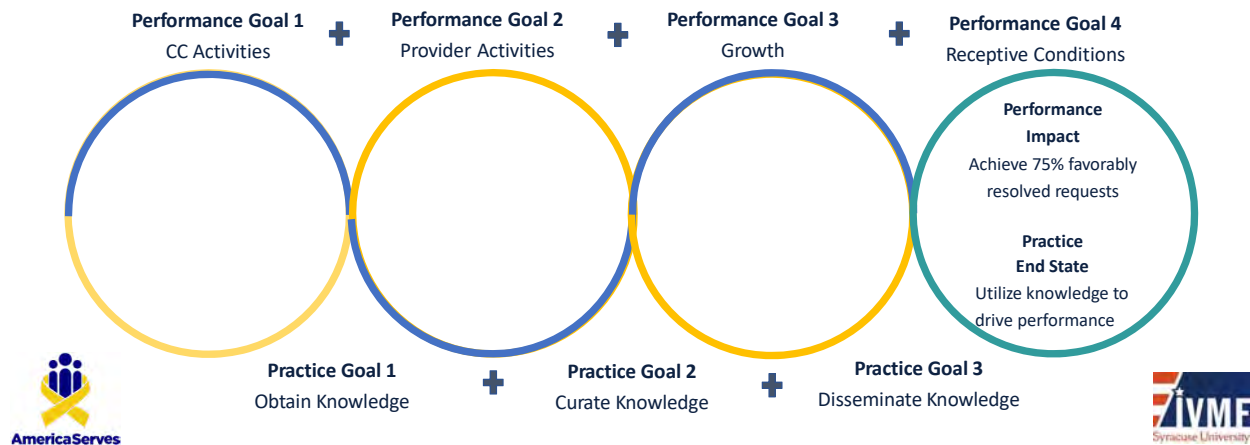 Performance Goal 1
CC Activities
Performance Goal 2
Provider Activities
Performance Goal 3
Growth
Performance Goal 4
Receptive Conditions
Performance
Impact
Achieve 75% favorably
resolved requests
Practice
End State
Utilize knowledge to
drive performance
Practice Goal 1
Obtain Knowledge
Practice Goal 2
Curate Knowledge
Practice Goal 3
Disseminate Knowledge
AmericaServes
IVMF
Syracuse University